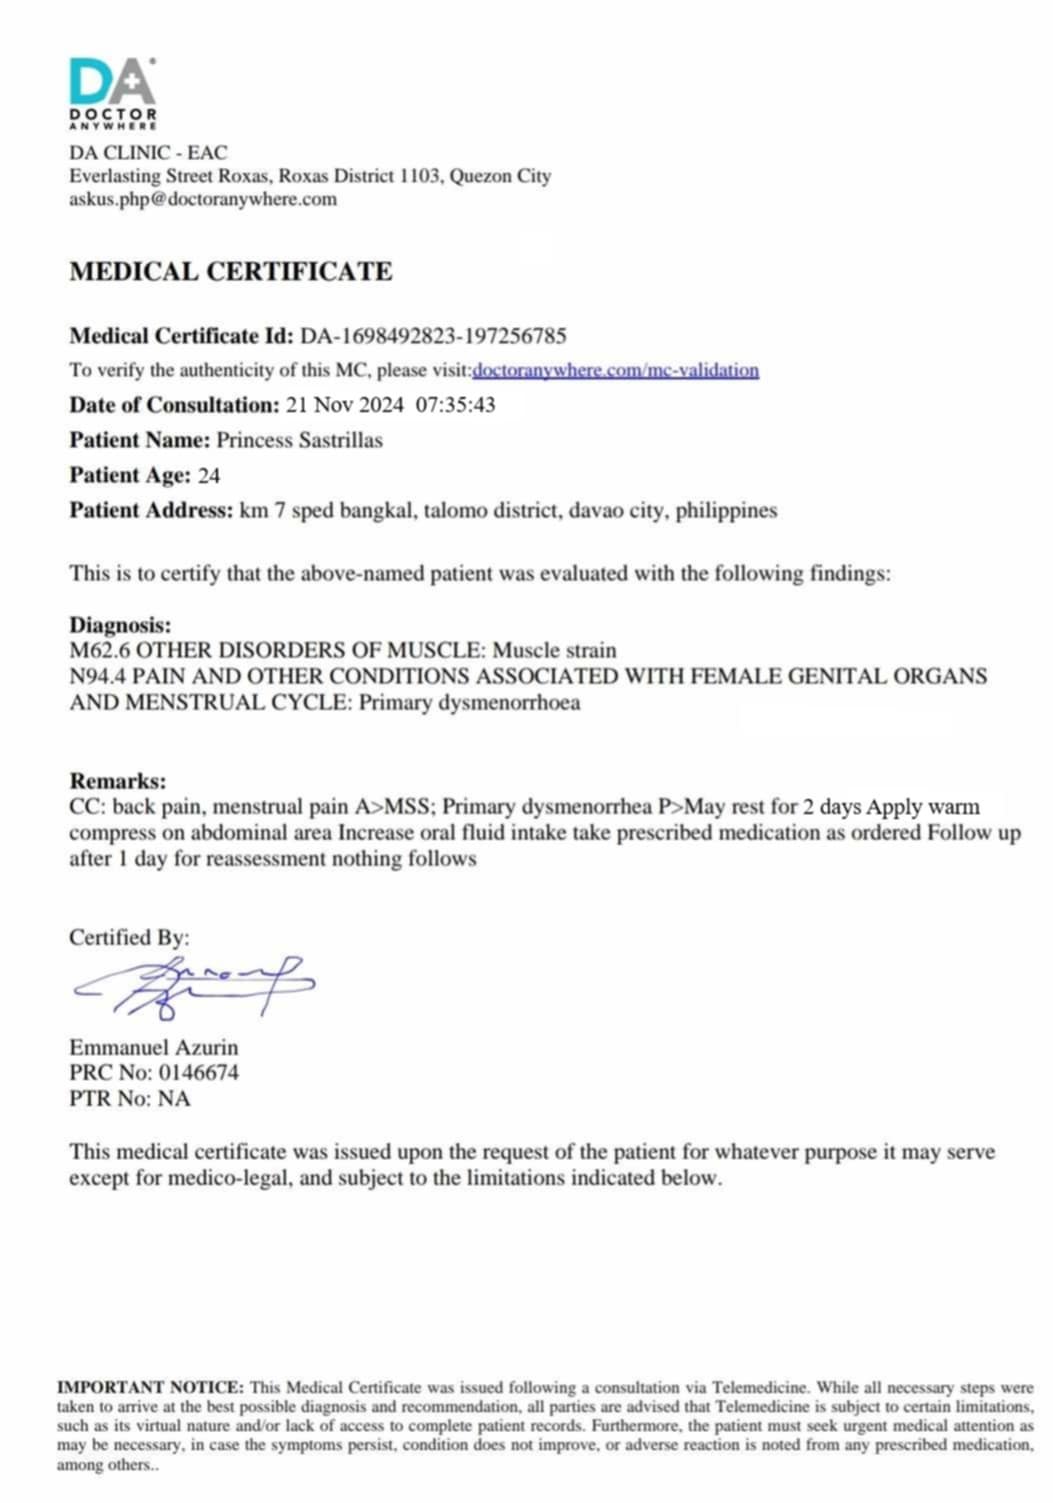 DA
DOCTOR
ANYWHERE
DA CLINIC - EAC
Everlasting Street Roxas, Roxas District 1103, Quezon City
askus.php@doctoranywhere.com
MEDICAL CERTIFICATE
Medical Certificate Id: DA-1698492823-197256785
To verify the authenticity of this MC, please visit:doctoranywhere.com/mc-validation
Date of Consultation: 21 Nov 2024 07:35:43
Patient Name: Princess Sastrillas
Patient Age: 24
Patient Address: km 7 sped bangkal, talomo district, davao city, philippines
This is to certify that the above-named patient was evaluated with the following findings:
Diagnosis:
M62.6 OTHER DISORDERS OF MUSCLE: Muscle strain
N94.4 PAIN AND OTHER CONDITIONS ASSOCIATED WITH FEMALE GENITAL ORGANS
AND MENSTRUAL CYCLE: Primary dysmenorrhoea
Remarks:
CC: back pain, menstrual pain A>MSS; Primary dysmenorrhea P>May rest for 2 days Apply warm
compress on abdominal area Increase oral fluid intake take prescribed medication as ordered Follow up
after 1 day for reassessment nothing follows
Certified By:
Emmanuel Azurin
PRC No: 0146674
PTR No: NA
This medical certificate was issued upon the request of the patient for whatever purpose it may serve
except for medico-legal, and subject to the limitations indicated below.
IMPORTANT NOTICE: This Medical Certificate was issued following a consultation via Telemedicine. While all necessary steps were
taken to arrive at the best possible diagnosis and recommendation, all parties are advised that Telemedicine is subject to certain limitations,
such as its virtual nature and/or lack of access to complete patient records. Furthermore, the patient must seek urgent medical attention as
may be necessary, in case the symptoms persist, condition does not improve, or adverse reaction is noted from any prescribed medication,
among others..